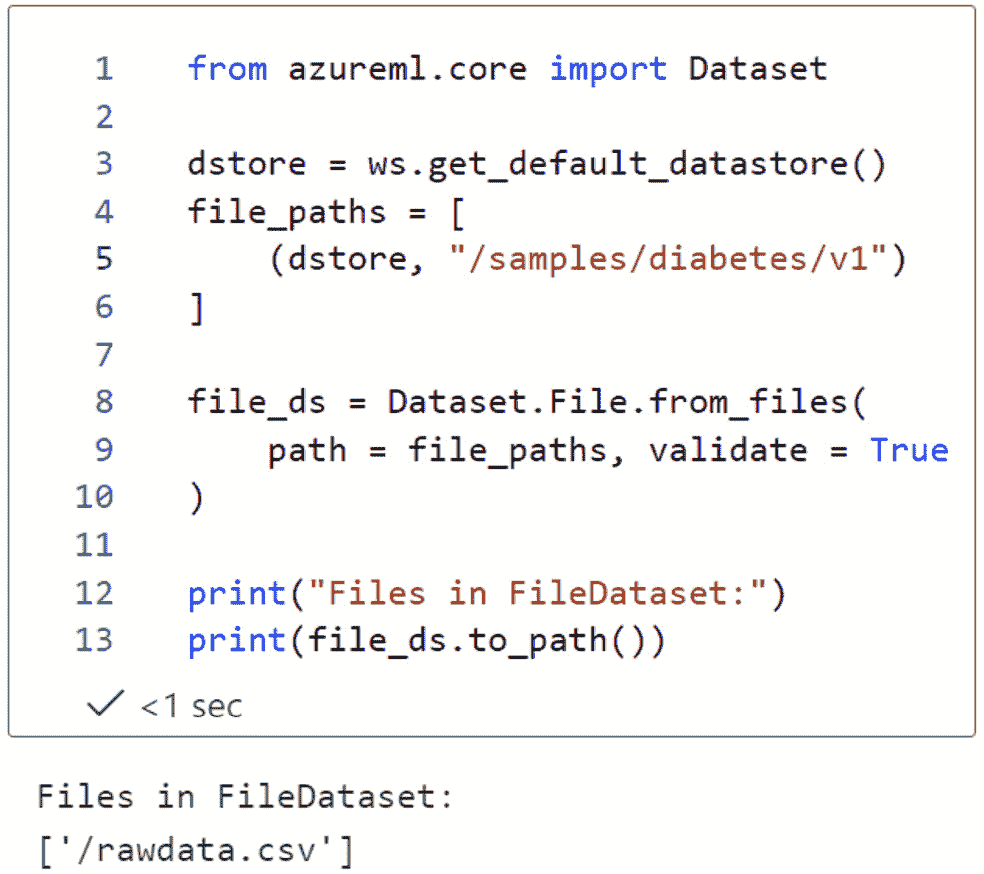 1 from azureml.core import Dataset
2
3 dstore = ws.get_default_datastore()
4 file_paths = [
5     (dstore, "/samples/diabetes/v1")
6 ]
7
8 file_ds = Dataset.File.from_files(
9     path = file_paths, validate = True
10 )
11
12 print("Files in FileDataset:")
13 print(file_ds.to_path())
<1 sec
Files in FileDataset:
['/rawdata.csv']